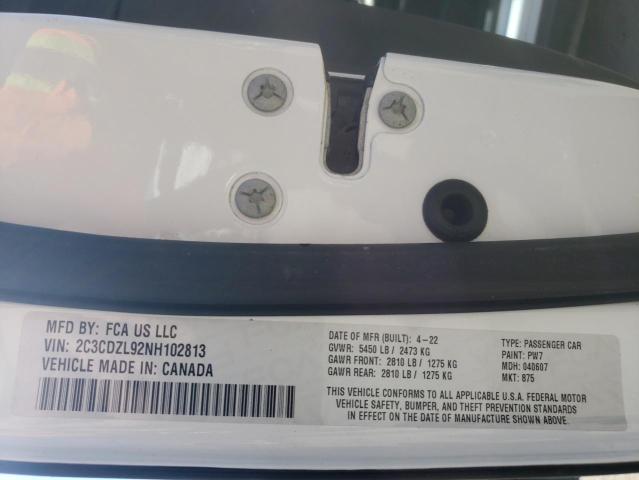 MFD BY: FCA US LLC
VIN: 2C3CDZL92NH102813
VEHICLE MADE IN: CANADA
DATE OF MFR (BUILT): 4-22
GVWR: 5450 LB / 2473 KG
GAWR FRONT: 2810 LB / 1275 KG
GAWR REAR: 2810 LB / 1275 KG
TYPE: PASSENGER CAR
PAINT: PW7
MDH: 040607
MKT: 875
THIS VEHICLE CONFORMS TO ALL APPLICABLE U.S.A. FEDERAL MOTOR
VEHICLE SAFETY, BUMPER, AND THEFT PREVENTION STANDARDS
IN EFFECT ON THE DATE OF MANUFACTURE SHOWN ABOVE.